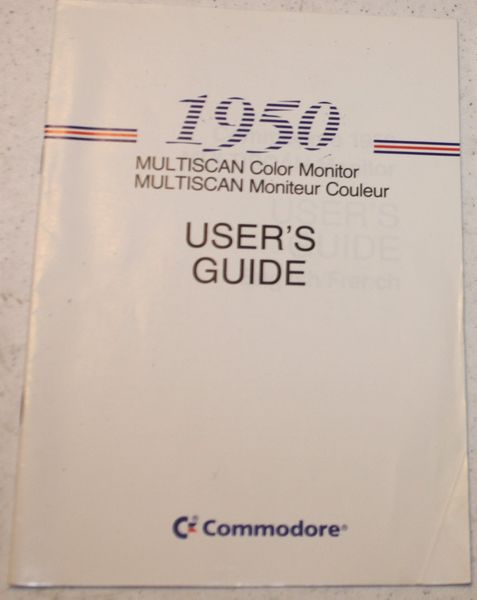 1950
MULTISCAN Color Monitor
MULTISCAN Moniteur Couleur
USER'S
GUIDE
Commodore®